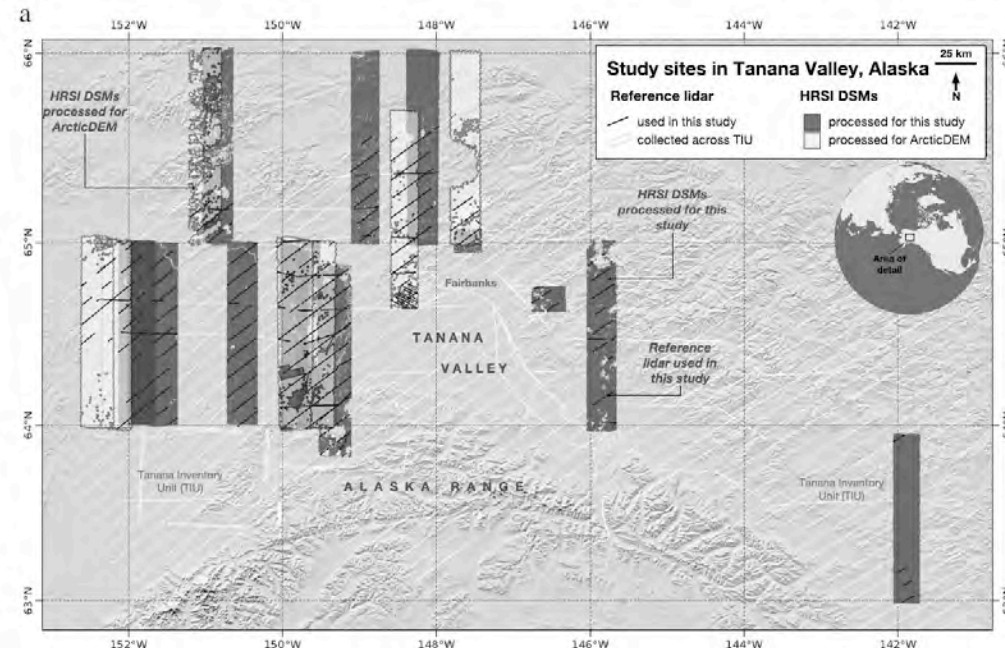 a
152°W 150°W 148°W 146°W 144°W 142°W
66°N
65°N
64°N
63°N
Study sites in Tanana Valley, Alaska
25 km
N
Reference lidar
used in this study
collected across TIU
HRSI DSMs
processed for this study
processed for ArcticDEM
HRSI DSMs
processed for
ArcticDEM
HRSI DSMs
processed for this
study
Area of
detail
Fairbanks
TANANA
VALLEY
Reference
lidar used in
this study
Tanana Inventory
Unit (TIU)
ALASKA RANGE
Tanana Inventory
Unit (TIU)
152°W 150°W 148°W 146°W 144°W 142°W